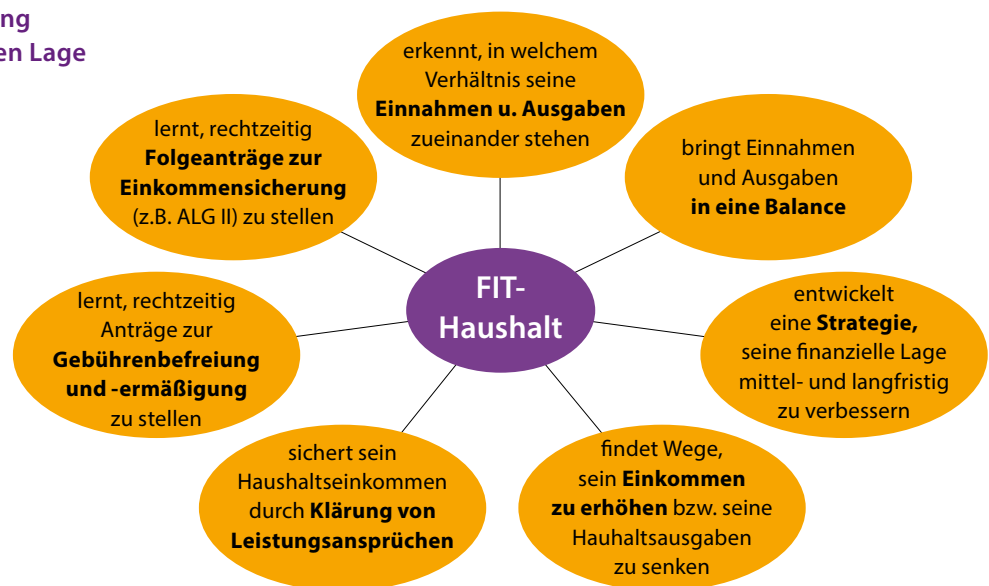 ng
en Lage
erkennt, in welchem
Verhältnis seine
Einnahmen u. Ausgaben
zueinander stehen
bringt Einnahmen
und Ausgaben
in eine Balance
entwickelt
eine Strategie,
seine finanzielle Lage
mittel- und langfristig
zu verbessern
findet Wege,
sein Einkommen
zu erhöhen bzw. seine
Hauhaltsausgaben
zu senken
sichert sein
Haushaltseinkommen
durch Klärung von
Leistungsansprüchen
lernt, rechtzeitig
Anträge zur
Gebührenbefreiung
und -ermäßigung
zu stellen
lernt, rechtzeitig
Folgeanträge zur
Einkommensicherung
(z.B. ALG II) zu stellen
FIT-
Haushalt